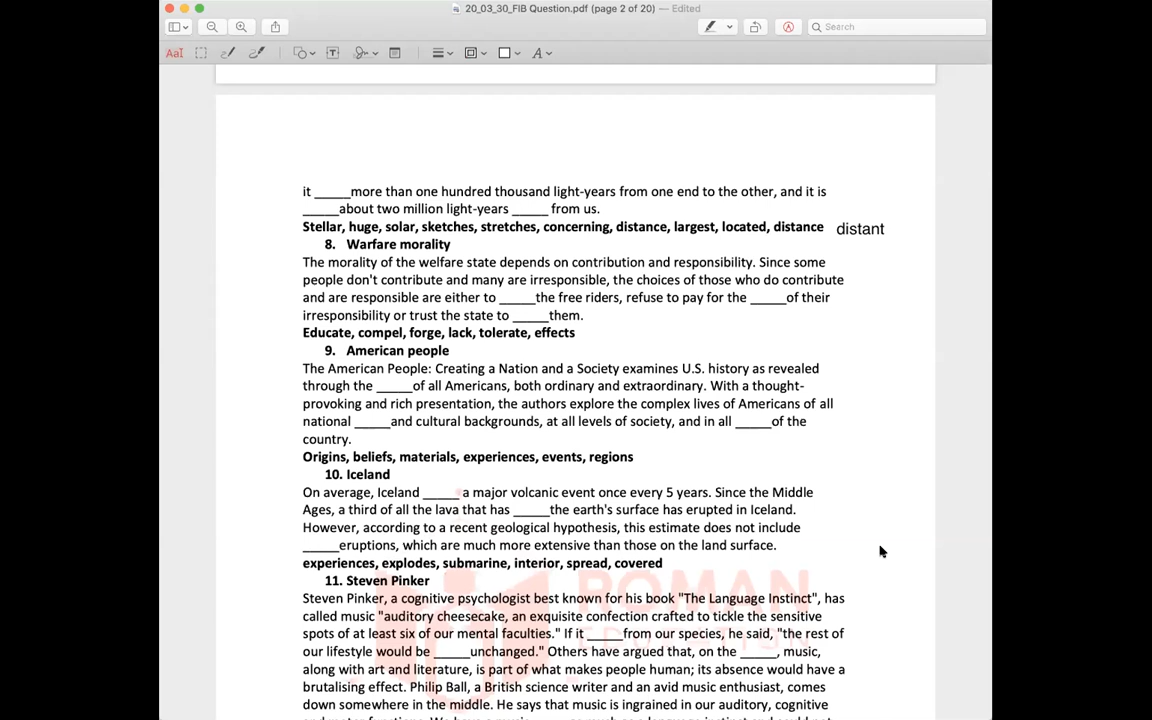 20_03_30_FIB Question.pdf (page 2 of 20) — Edited
Search
AaI
T
A
it _____more than one hundred thousand light-years from one end to the other, and it is
_____about two million light-years _____ from us.
Stellar, huge, solar, sketches, stretches, concerning, distance, largest, located, distance distant
8. Warfare morality
The morality of the welfare state depends on contribution and responsibility. Since some
people don't contribute and many are irresponsible, the choices of those who do contribute
and are responsible are either to _____the free riders, refuse to pay for the _____of their
irresponsibility or trust the state to _____them.
Educate, compel, forge, lack, tolerate, effects
9. American people
The American People: Creating a Nation and a Society examines U.S. history as revealed
through the _____of all Americans, both ordinary and extraordinary. With a thought-
provoking and rich presentation, the authors explore the complex lives of Americans of all
national _____and cultural backgrounds, at all levels of society, and in all _____of the
country.
Origins, beliefs, materials, experiences, events, regions
10. Iceland
On average, Iceland _____ a major volcanic event once every 5 years. Since the Middle
Ages, a third of all the lava that has _____the earth's surface has erupted in Iceland.
However, according to a recent geological hypothesis, this estimate does not include
_____eruptions, which are much more extensive than those on the land surface.
experiences, explodes, submarine, interior, spread, covered
11. Steven Pinker
Steven Pinker, a cognitive psychologist best known for his book "The Language Instinct", has
called music "auditory cheesecake, an exquisite confection crafted to tickle the sensitive
spots of at least six of our mental faculties." If it _____from our species, he said, "the rest of
our lifestyle would be _____unchanged." Others have argued that, on the _____, music,
along with art and literature, is part of what makes people human; its absence would have a
brutalising effect. Philip Ball, a British science writer and an avid music enthusiast, comes
down somewhere in the middle. He says that music is ingrained in our auditory, cognitive
ROMAN
EDUCATION